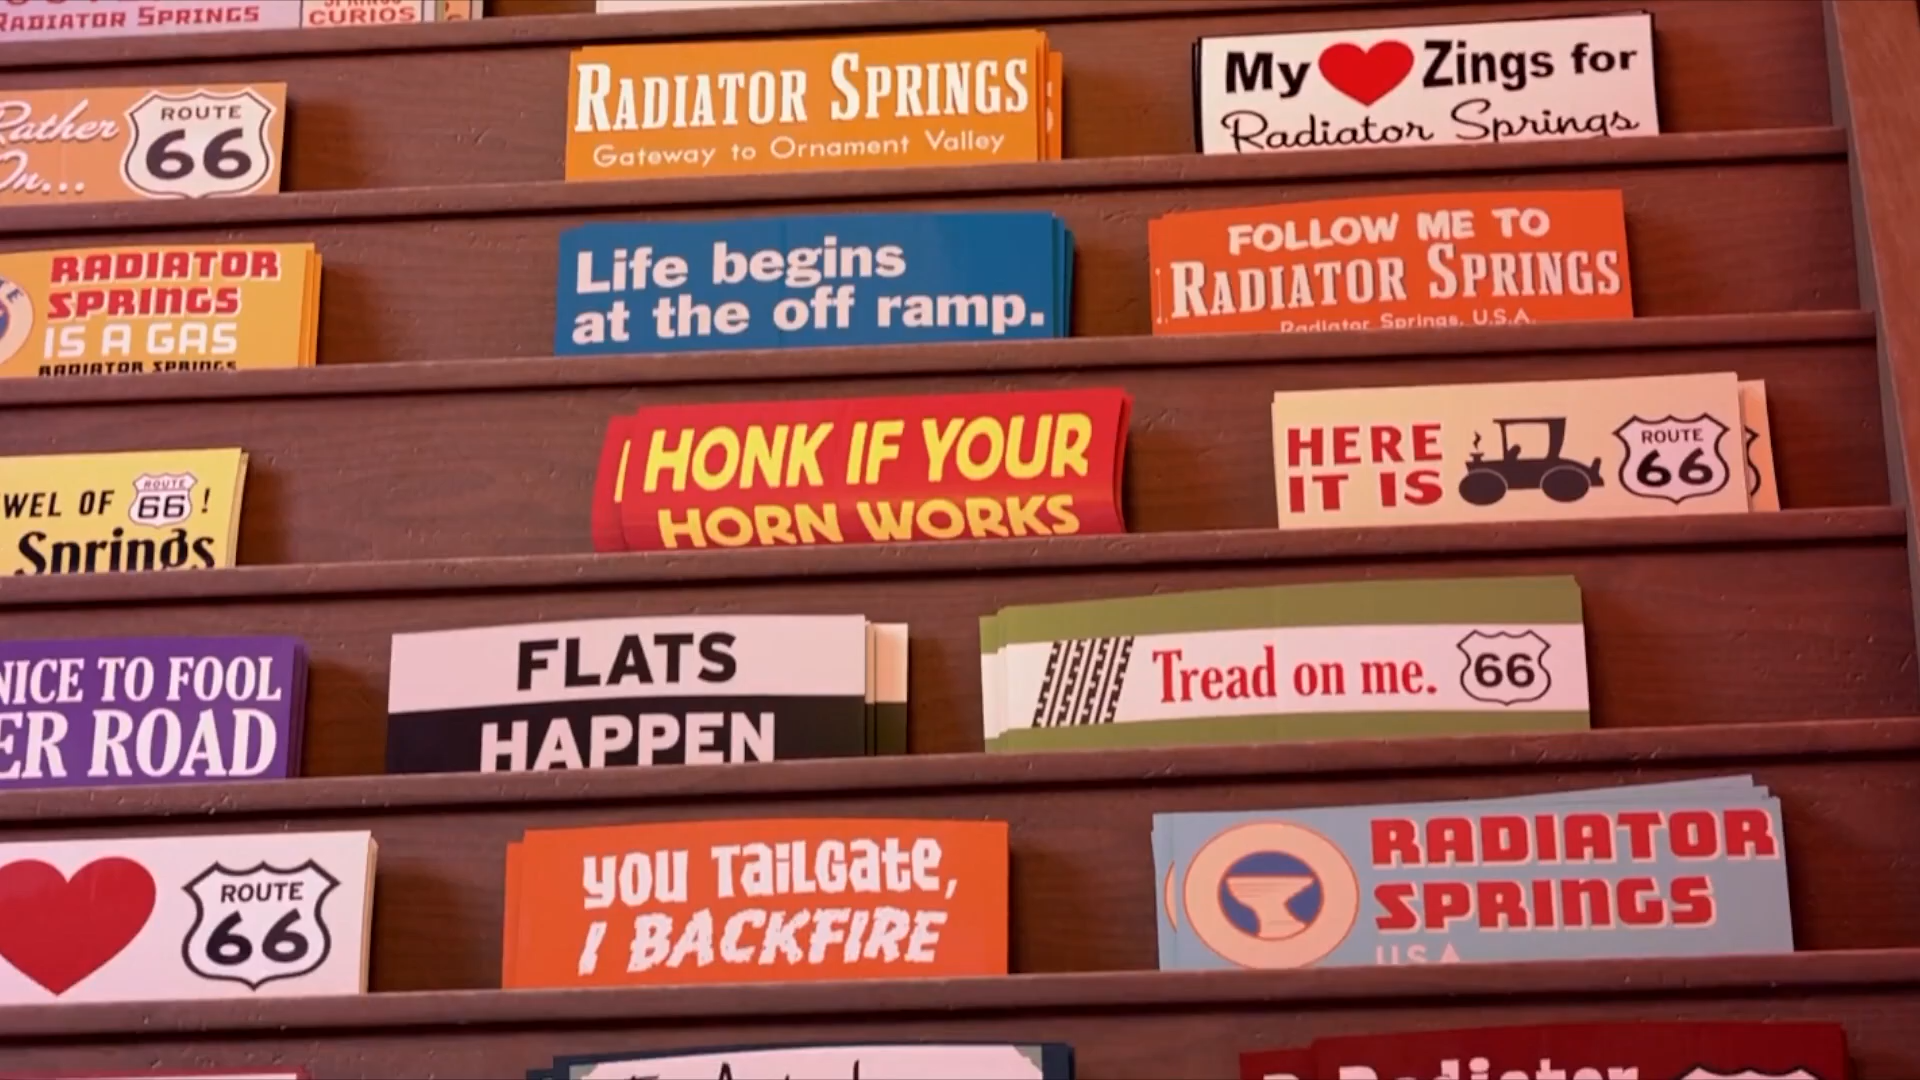 RADIATOR SPRINGS
CURIOS
Rather
On...
ROUTE
66
RADIATOR SPRINGS
Gateway to Ornament Valley
My Zings for
Radiator Springs
RADIATOR
SPRINGS
IS A GAS
RADIATOR SPRINGS
Life begins
at the off ramp.
FOLLOW ME TO
RADIATOR SPRINGS
Radiator Springs, U.S.A.
OF ROUTE 66!
Springs
HONK IF YOUR
HORN WORKS
HERE
IT IS
ROUTE
66
NICE TO FOOL
ROAD
FLATS
HAPPEN
Tread on me. 66
ROUTE
66
YOU TAILGATE,
I BACKFIRE
RADIATOR
SPRINGS
U.S.A.
Radiator